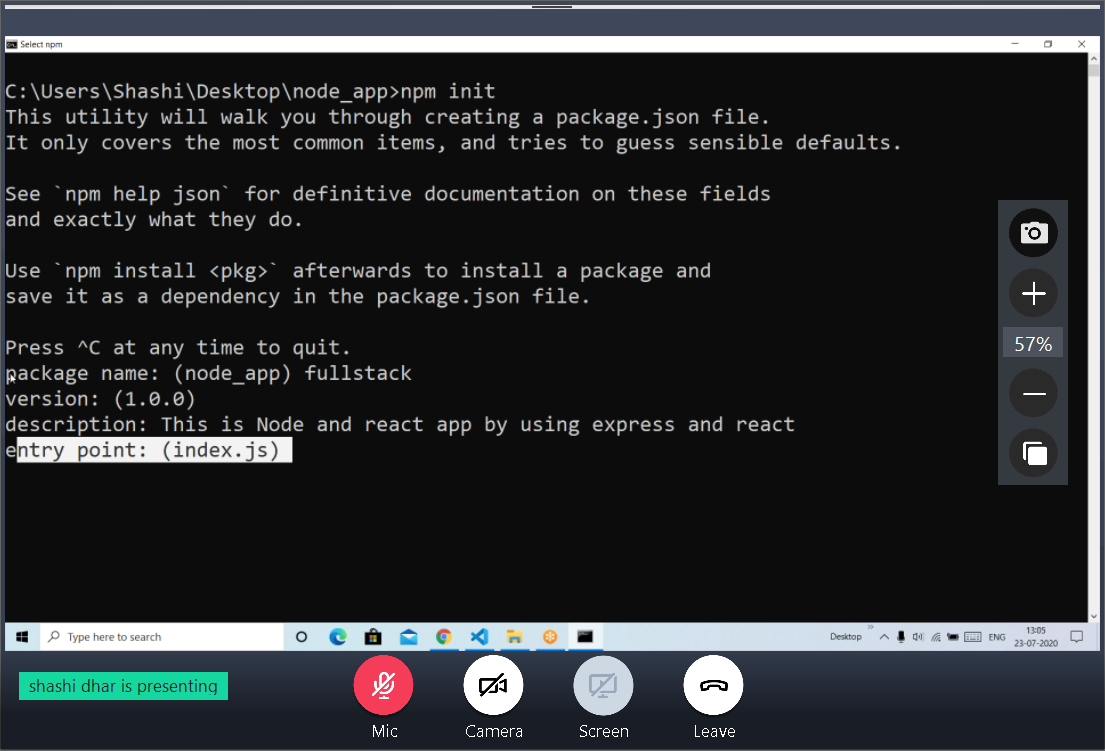 Select npm
C:\Users\Shashi\Desktop\node_app>npm init
This utility will walk you through creating a package.json file.
It only covers the most common items, and tries to guess sensible defaults.
See `npm help json` for definitive documentation on these fields
and exactly what they do.
Use `npm install <pkg>` afterwards to install a package and
save it as a dependency in the package.json file.
Press ^C at any time to quit.
package name: (node_app) fullstack
version: (1.0.0)
description: This is Node and react app by using express and react
entry point: (index.js)
57%
Type here to search
Desktop
ENG
13:05
23-07-2020
shashi dhar is presenting
Mic
Camera
Screen
Leave